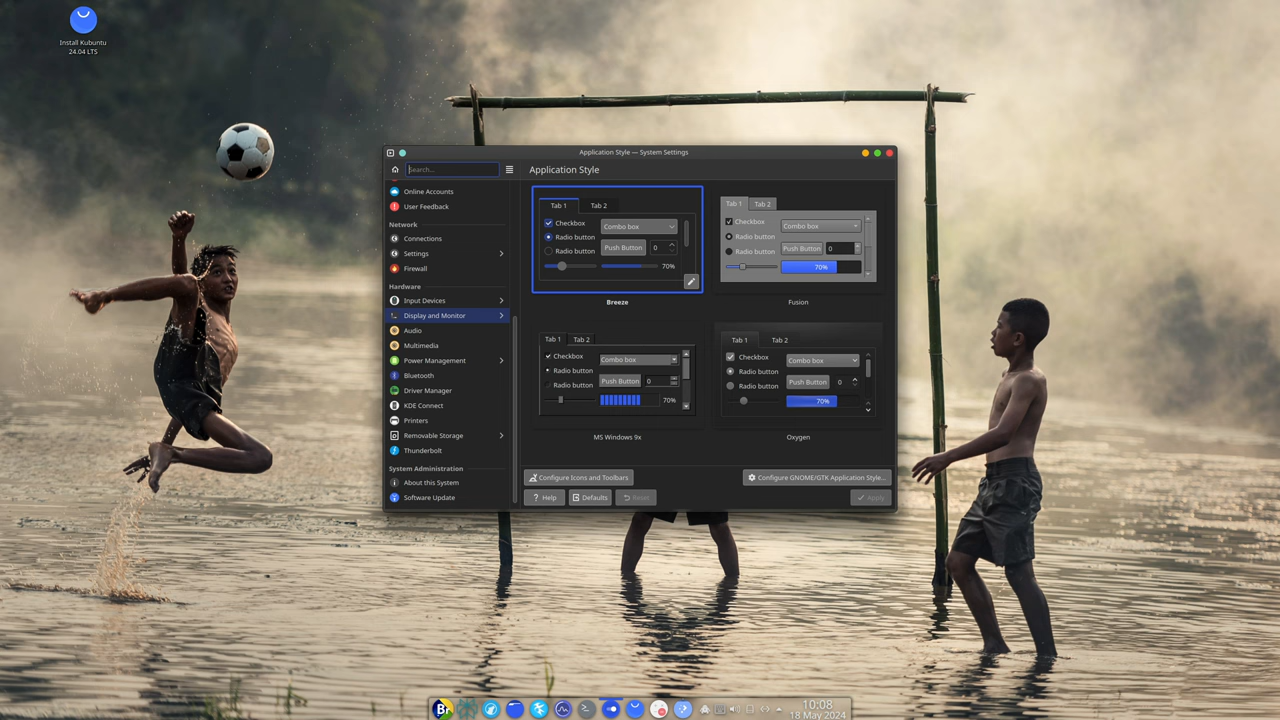 Install Kubuntu
24.04 LTS
Application Style — System Settings
Search...
Application Style
Online Accounts
User Feedback
Network
Connections
Settings
Firewall
Hardware
Input Devices
Display and Monitor
Audio
Multimedia
Power Management
Bluetooth
Driver Manager
KDE Connect
Printers
Removable Storage
Thunderbolt
System Administration
About this System
Software Update
Tab 1 Tab 2
Checkbox
Combo box
Radio button
Push Button 0
Radio button
70%
Breeze
Tab 1 Tab 2
Checkbox
Combo box
Radio button
Push Button 0
Radio button
70%
Fusion
Tab 1 Tab 2
Checkbox
Combo box
Radio button
Push Button 0
Radio button
70%
MS Windows 9x
Tab 1 Tab 2
Checkbox
Combo box
Radio button
Push Button 0
Radio button
70%
Oxygen
Configure Icons and Toolbars
Configure GNOME/GTK Application Style...
Help
Defaults
Reset
Apply
Br
10:08
18 May 2024